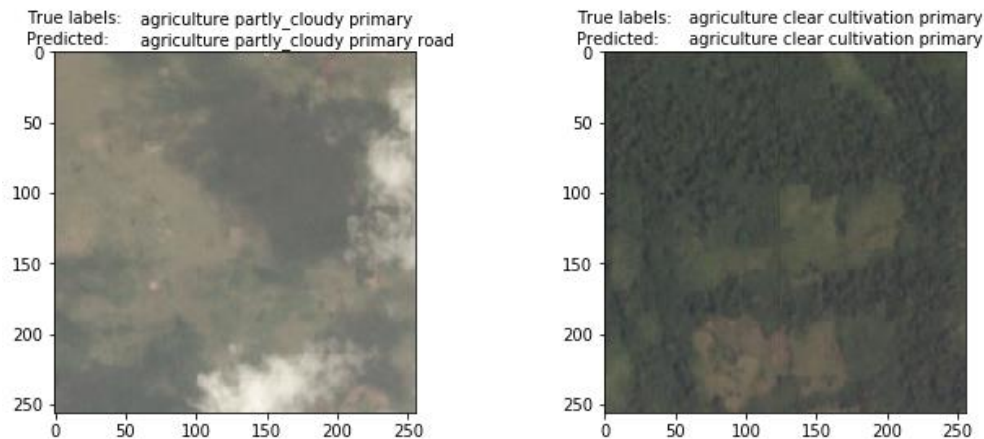 True labels: agriculture partly_cloudy primary
Predicted: agriculture partly_cloudy primary road
0
50
100
150
200
250
0 50 100 150 200 250
True labels: agriculture clear cultivation primary
Predicted: agriculture clear cultivation primary
0
50
100
150
200
250
0 50 100 150 200 250